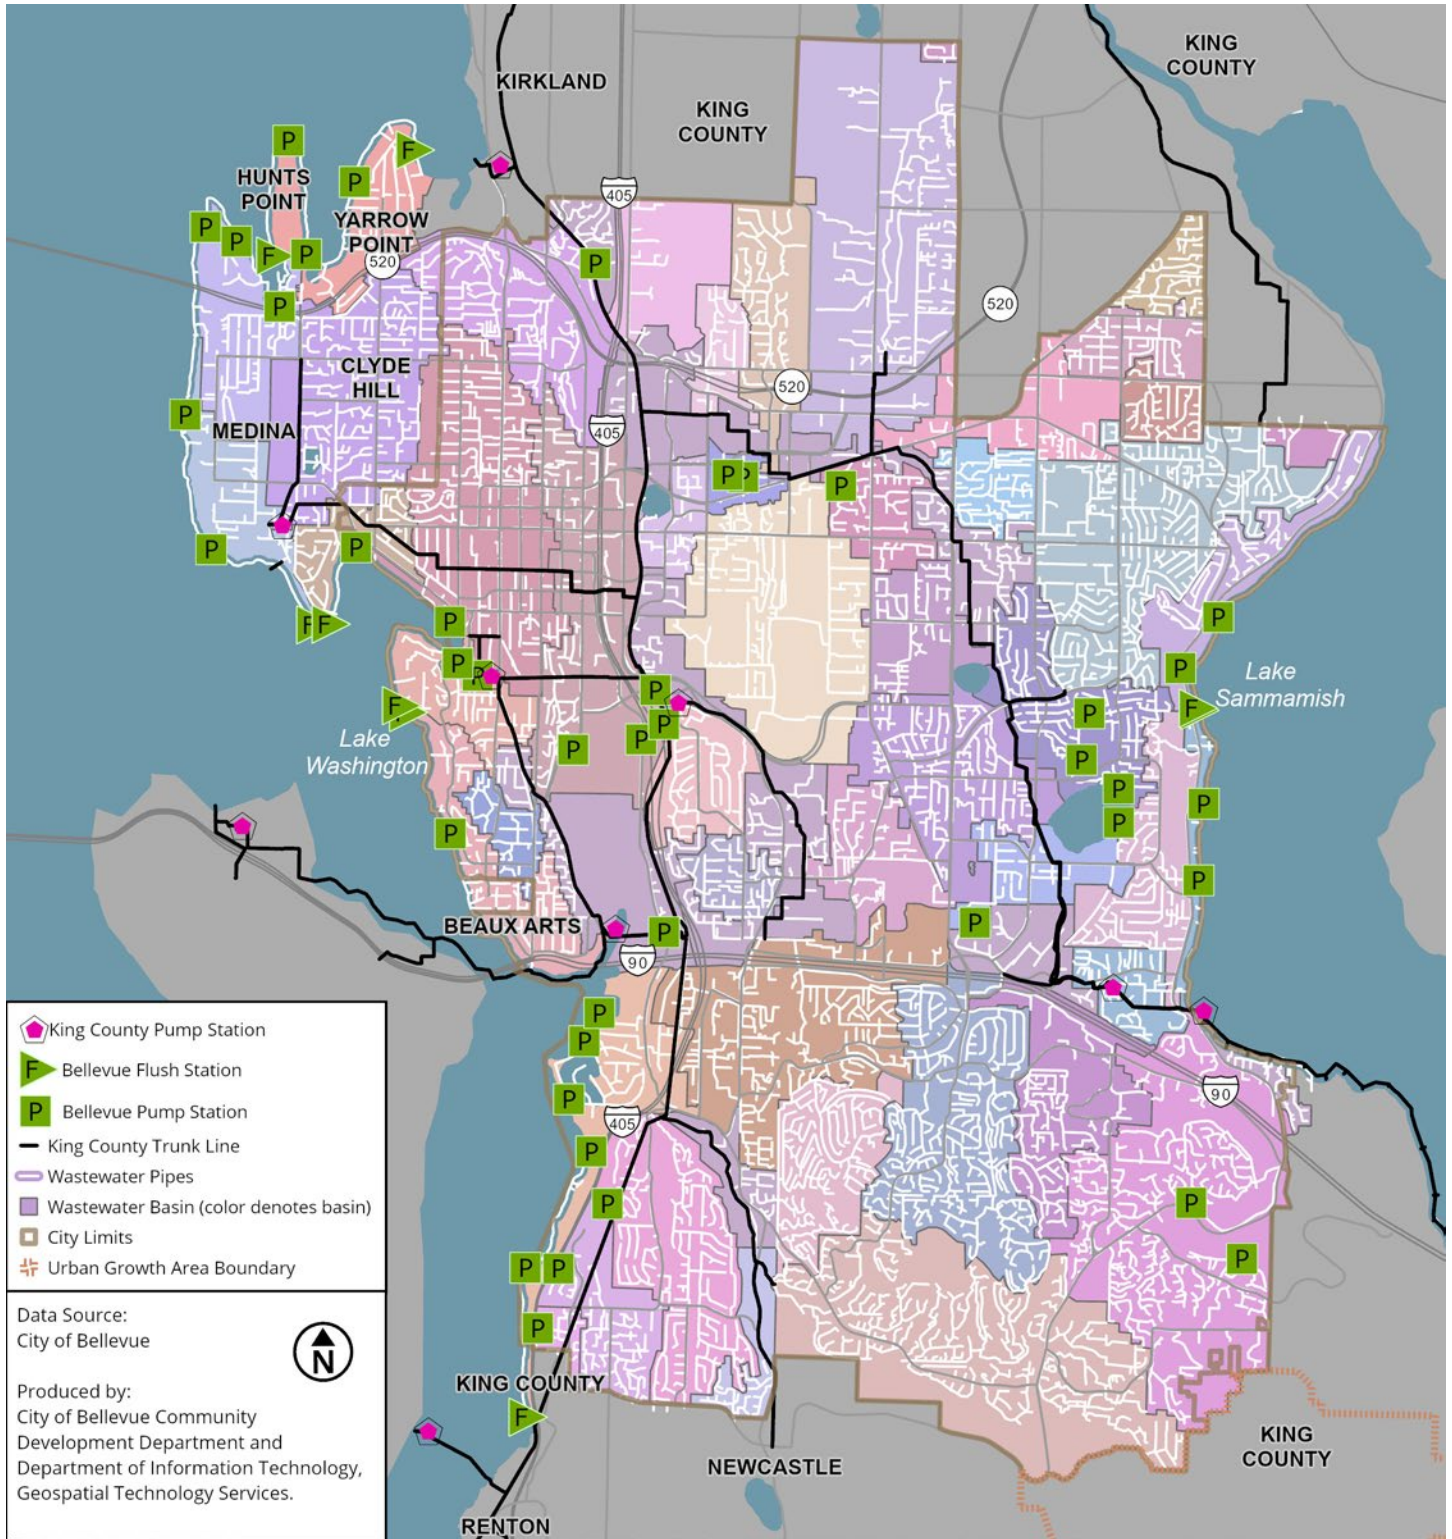 KING
COUNTY
KIRKLAND
KING
COUNTY
P
P
F
HUNTS
POINT
405
P
P
YARROW
POINT
F
P
520
P
P
520
CLYDE
HILL
520
P
MEDINA
405
P
P
P
P
P
F
F
P
P
P
P
P
P
Lake
Sammamish
F
P
F
P
P
P
Lake
Washington
P
P
P
P
P
P
P
P
BEAUX ARTS
P
P
90
P
P
P
90
405
P
P
P
P
P
P
P
KING COUNTY
F
KING
COUNTY
NEWCASTLE
RENTON
King County Pump Station
F Bellevue Flush Station
P Bellevue Pump Station
King County Trunk Line
Wastewater Pipes
Wastewater Basin (color denotes basin)
City Limits
Urban Growth Area Boundary
Data Source:
City of Bellevue
N
Produced by:
City of Bellevue Community
Development Department and
Department of Information Technology,
Geospatial Technology Services.